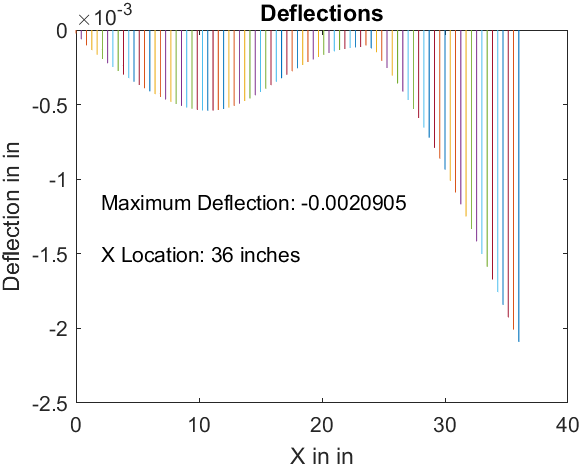 Deflections
×10-3
0
-0.5
-1
-1.5
-2
-2.5
Deflection in in
Maximum Deflection: -0.0020905
X Location: 36 inches
0 10 20 30 40
X in in